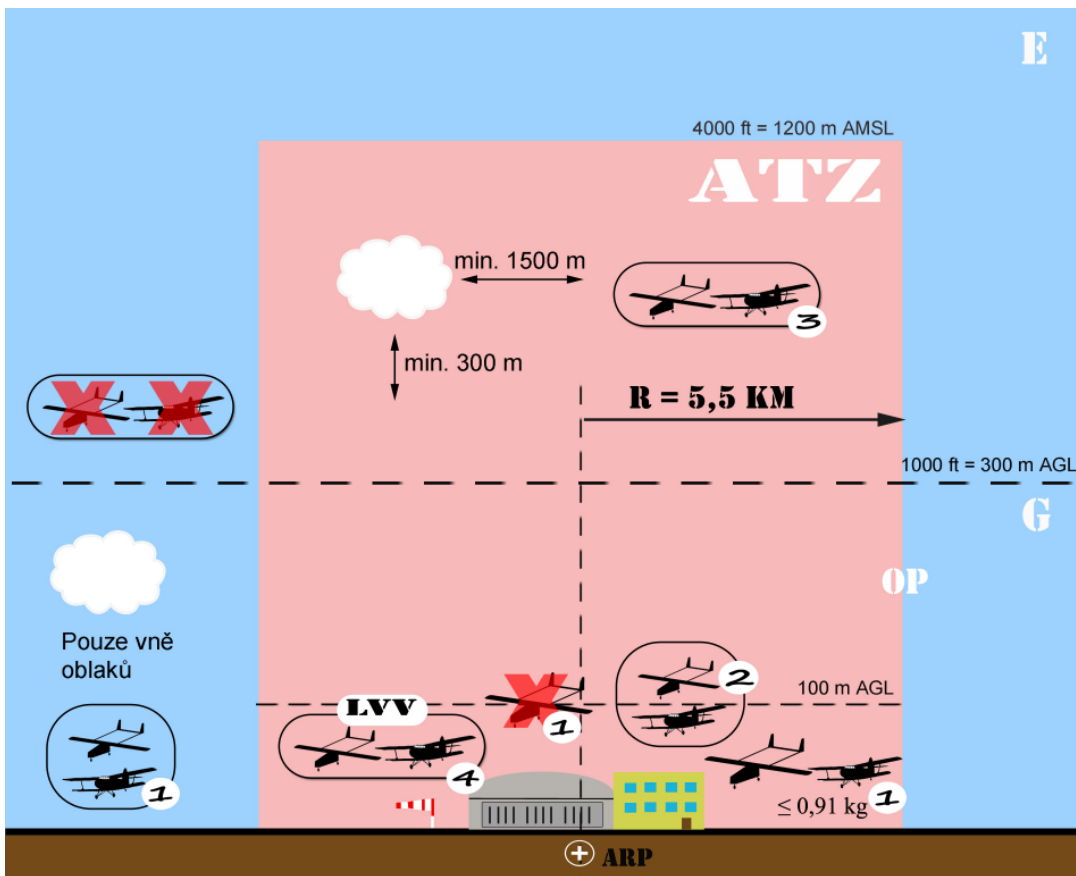 E
4000 ft = 1200 m AMSL
ATZ
min. 1500 m
3
min. 300 m
X X
R = 5,5 KM
1000 ft = 300 m AGL
G
OP
Pouze vně
oblaků
2
100 m AGL
LVV
X
1
4
1
≤ 0,91 kg 1
ARP